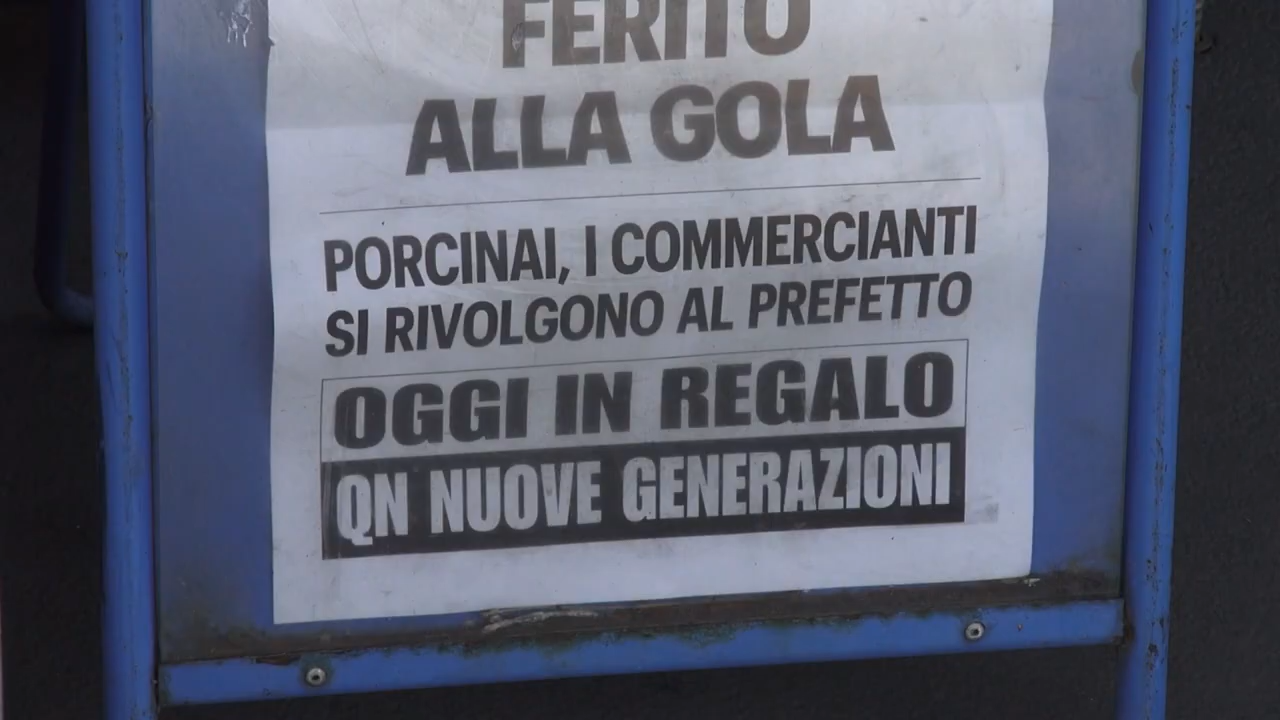 FERITO
ALLA GOLA
PORCINAI, I COMMERCIANTI
SI RIVOLGONO AL PREFETTO
OGGI IN REGALO
QN NUOVE GENERAZIONI